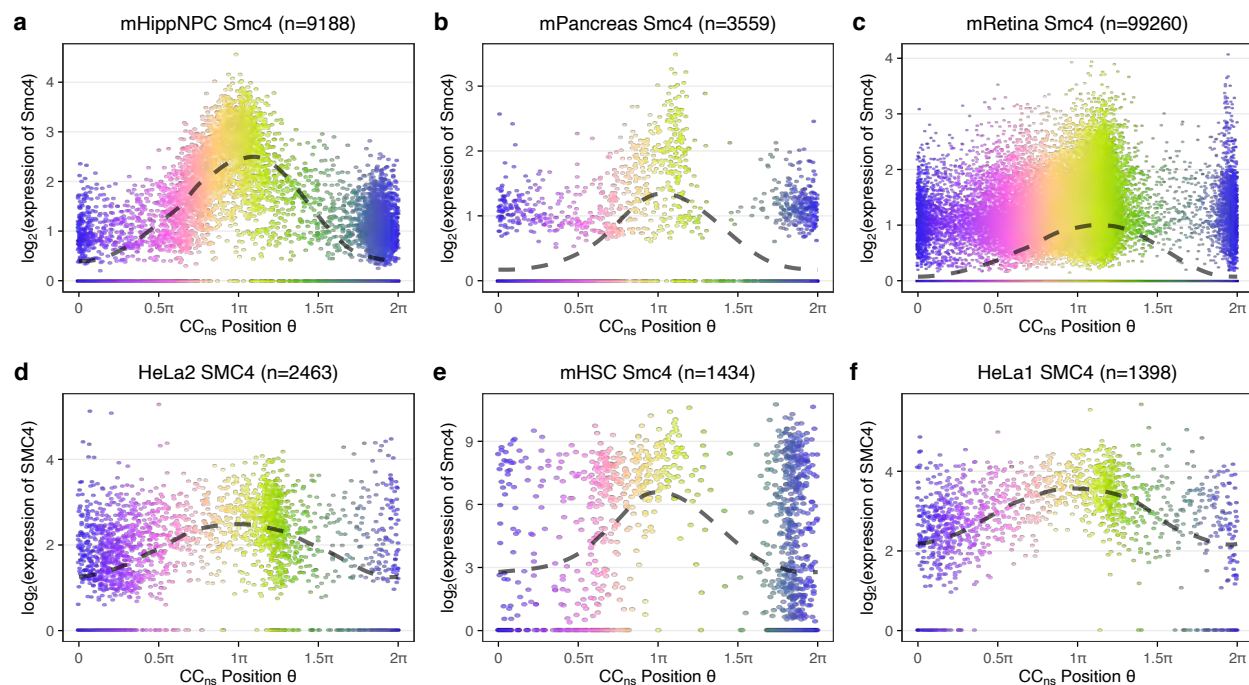 a mHippNPC Smc4 (n=9188)
log₂(expression of Smc4)
4
3
2
1
0
0 0.5π 1π 1.5π 2π
CCns Position θ
b mPancreas Smc4 (n=3559)
log₂(expression of Smc4)
3
2
1
0
0 0.5π 1π 1.5π 2π
CCns Position θ
c mRetina Smc4 (n=99260)
log₂(expression of Smc4)
4
3
2
1
0
0 0.5π 1π 1.5π 2π
CCns Position θ
d HeLa2 SMC4 (n=2463)
log₂(expression of SMC4)
4
2
0
0 0.5π 1π 1.5π 2π
CCns Position θ
e mHSC Smc4 (n=1434)
log₂(expression of Smc4)
9
6
3
0
0 0.5π 1π 1.5π 2π
CCns Position θ
f HeLa1 SMC4 (n=1398)
log₂(expression of SMC4)
4
2
0
0 0.5π 1π 1.5π 2π
CCns Position θ